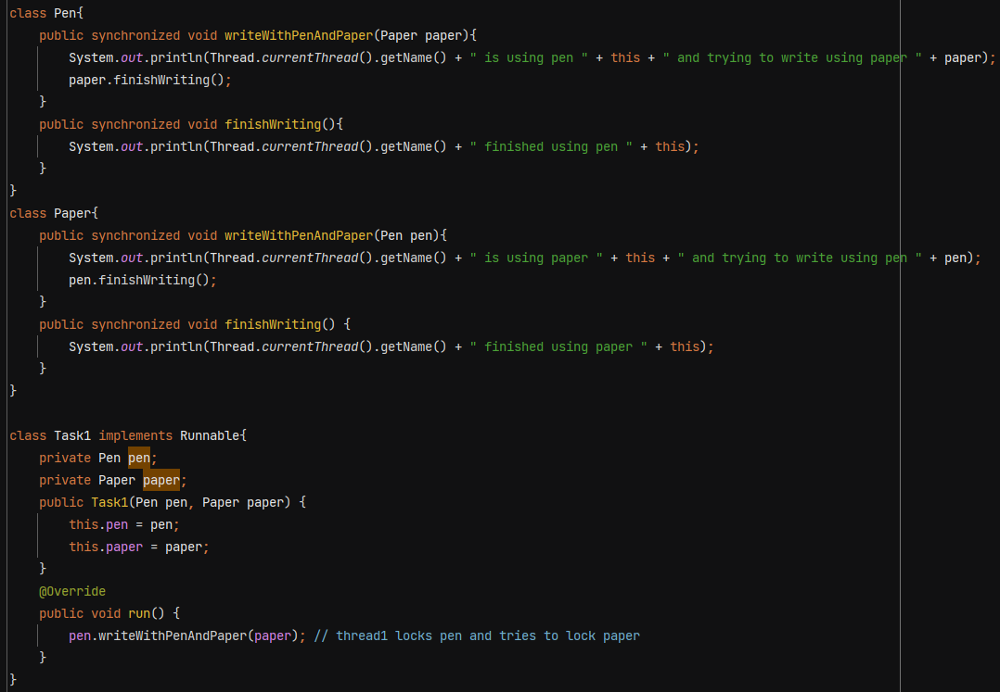 class Pen{
    public synchronized void writeWithPenAndPaper(Paper paper){
        System.out.println(Thread.currentThread().getName() + " is using pen " + this + " and trying to write using paper " + paper);
        paper.finishWriting();
    }
    public synchronized void finishWriting(){
        System.out.println(Thread.currentThread().getName() + " finished using pen " + this);
    }
}
class Paper{
    public synchronized void writeWithPenAndPaper(Pen pen){
        System.out.println(Thread.currentThread().getName() + " is using paper " + this + " and trying to write using pen " + pen);
        pen.finishWriting();
    }
    public synchronized void finishWriting() {
        System.out.println(Thread.currentThread().getName() + " finished using paper " + this);
    }
}

class Task1 implements Runnable{
    private Pen pen;
    private Paper paper;
    public Task1(Pen pen, Paper paper) {
        this.pen = pen;
        this.paper = paper;
    }
    @Override
    public void run() {
        pen.writeWithPenAndPaper(paper); // thread1 locks pen and tries to lock paper
    }
}